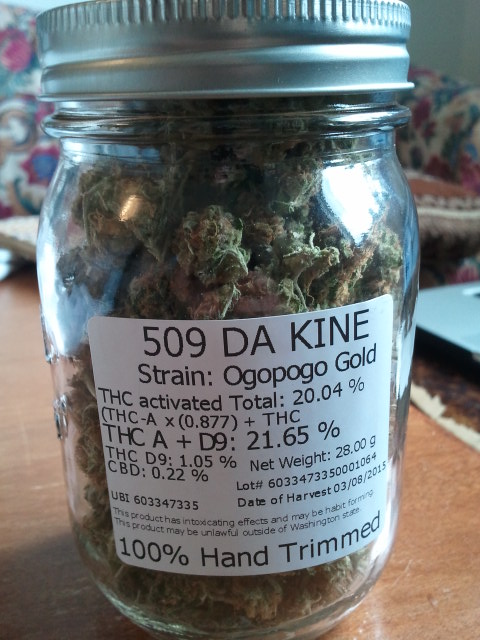 509 DA KINE
Strain: Ogopogo Gold
THC activated Total: 20.04 %
(THC-A x(0.877) + THC
THC A + D9: 21.65 %
THC D9: 1.05 %
CBD: 0.22 %
Net Weight: 28.00 g
Lot# 6033473350001064
UBI 603347335
Date of Harvest 03/08/2015
This product has intoxicating effects and may be habit forming.
This product may be unlawful outside of Washington state.
100% Hand Trimmed